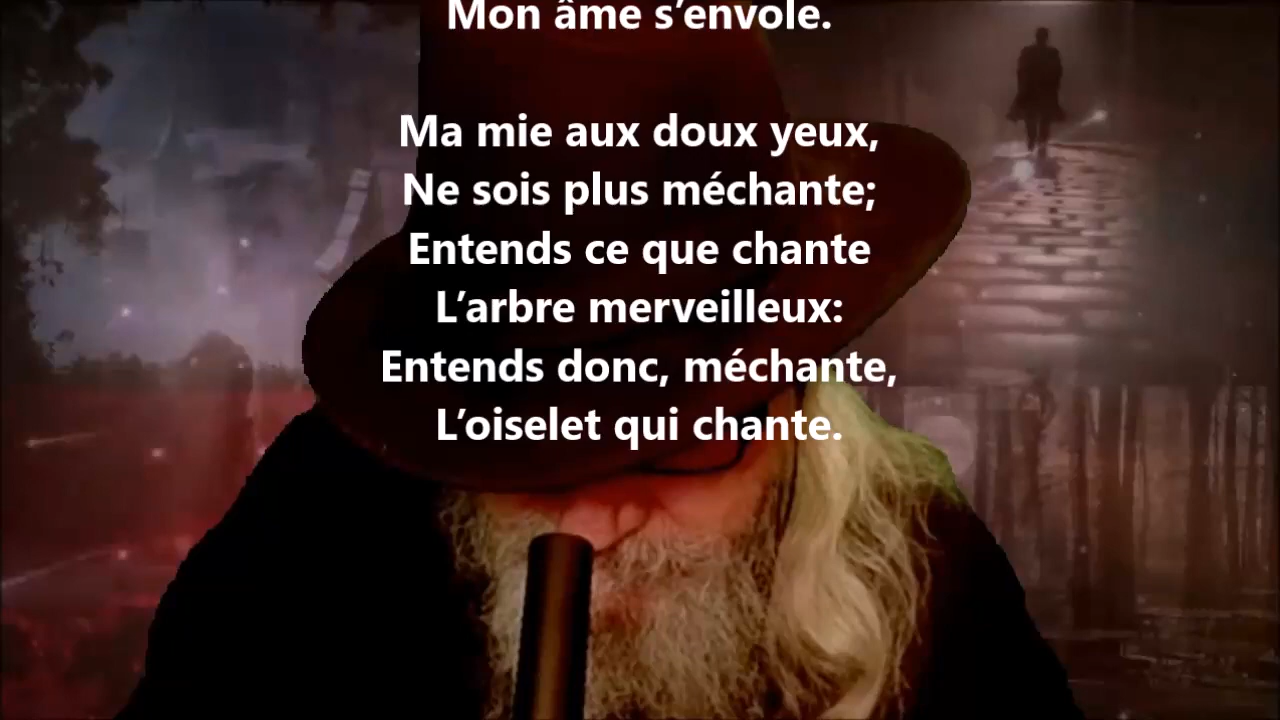 Mon âme s’envole.
Ma mie aux doux yeux,
Ne sois plus méchante;
Entends ce que chante
L’arbre merveilleux:
Entends donc, méchante,
L’oiselet qui chante.